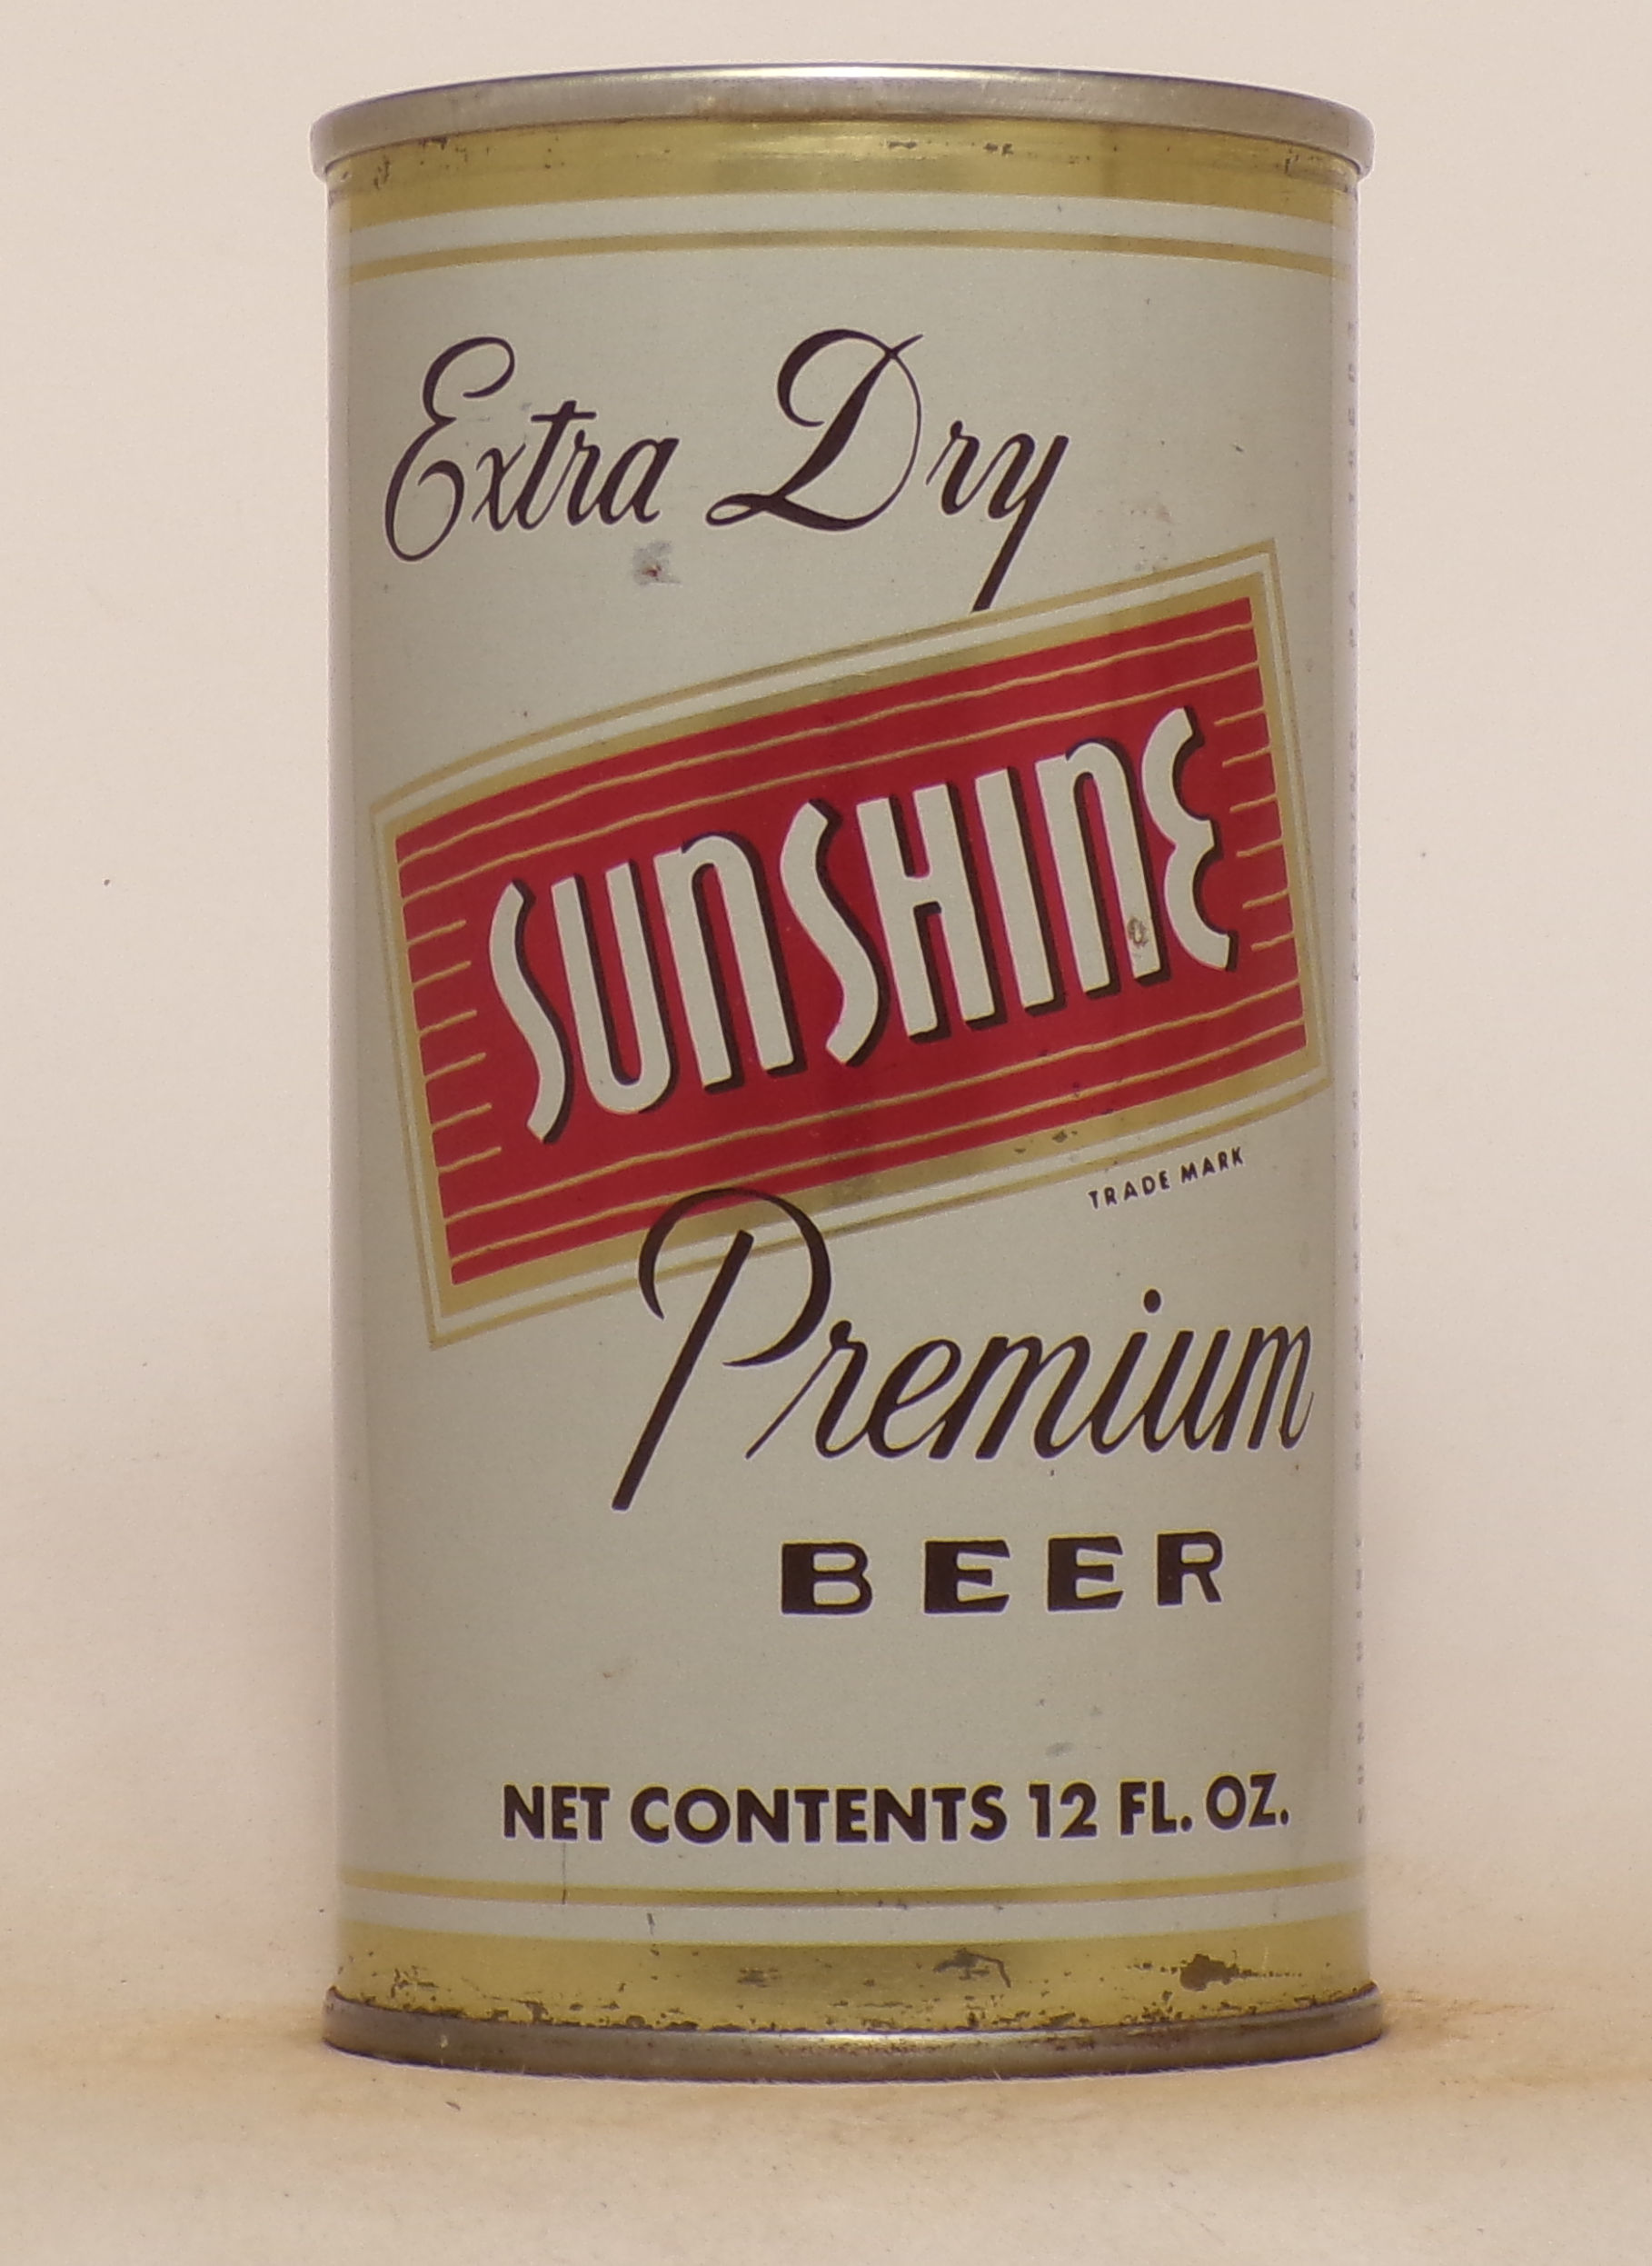 Extra Dry
SUNSHINE
TRADE MARK
Premium
BEER
NET CONTENTS 12 FL. OZ.